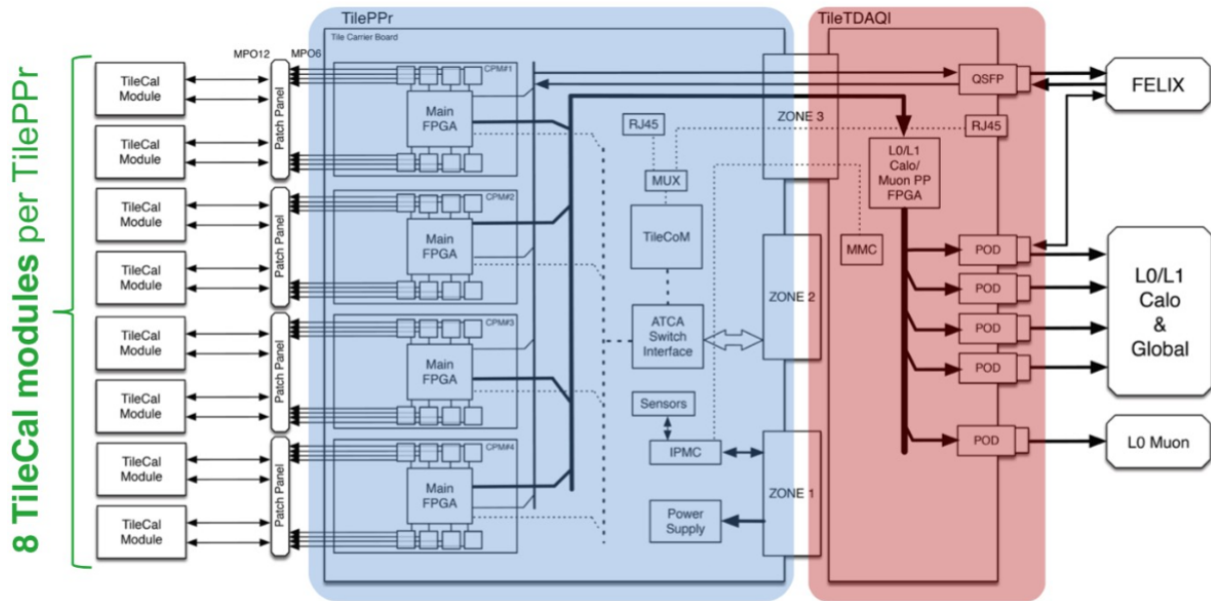 8 TileCal modules per TilePPr
TilePPr
TileTDAQI
Tile Carrier Board
MPO12
MPO6
TileCal
Module
TileCal
Module
TileCal
Module
TileCal
Module
TileCal
Module
TileCal
Module
TileCal
Module
TileCal
Module
Patch Panel
Patch Panel
Patch Panel
Patch Panel
CPM#1
Main
FPGA
CPM#2
Main
FPGA
CPM#3
Main
FPGA
CPM#4
Main
FPGA
RJ45
MUX
TileCoM
ATCA
Switch
Interface
Sensors
IPMC
Power
Supply
ZONE 3
ZONE 2
ZONE 1
QSFP
RJ45
L0/L1
Calo/
Muon PP
FPGA
MMC
POD
POD
POD
POD
POD
FELIX
L0/L1
Calo
&
Global
L0 Muon